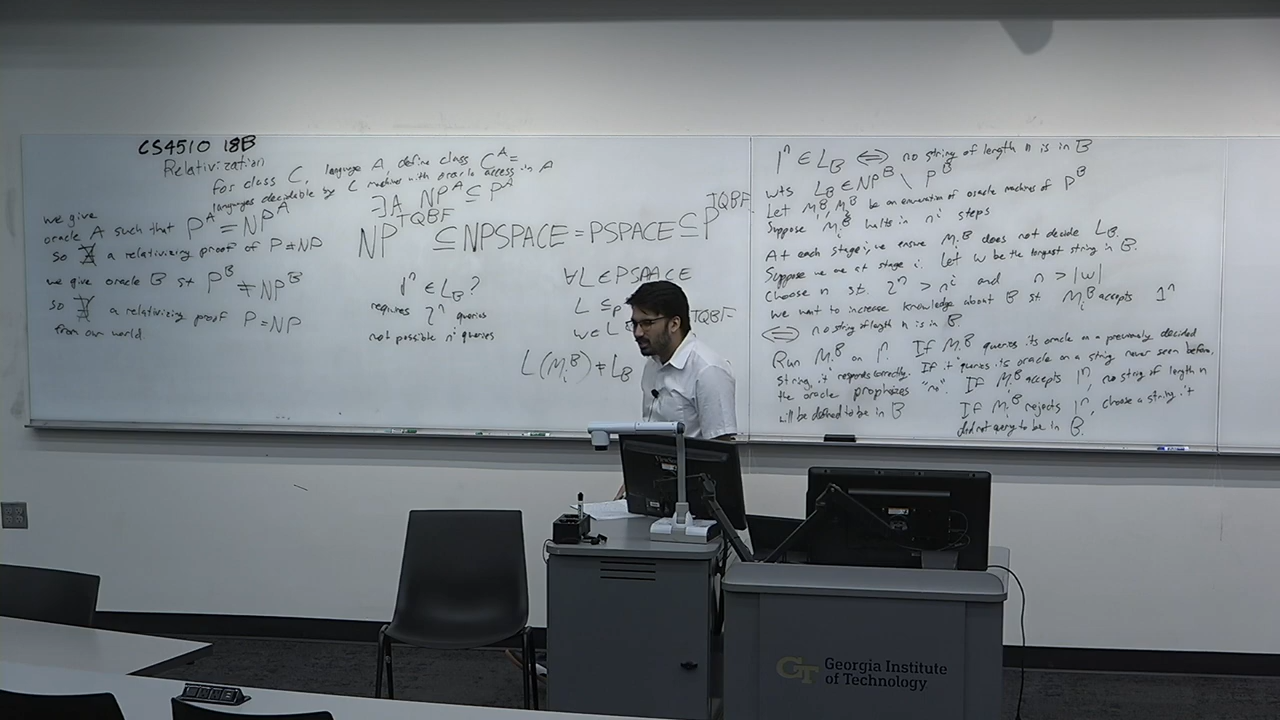 CS4510 18B
Relativization
for class C, language A, define class C^A =
languages decidable by C machines with oracle access in A
∃A NP^A ⊆ P^A
we give
oracle A such that P^A = NP^A
so ∄ a relativizing proof of P≠NP
we give oracle B st P^B ≠ NP^B
so ∄ a relativizing proof P=NP
from our world.
NP^TQBF ⊆ NPSPACE = PSPACE ⊆ P^TQBF
1^n ∈ L_B ?
requires 2^n queries
not possible n^i queries
∀L ∈ PSPACE
L ≤p
TQBF
w ∈ L
L(M_i^B) ≠ L_B
1^n ∈ L_B ⟺ no string of length n is in B
WTS L_B ∈ NP^B \ P^B
Let M_1^B, M_2^B be an enumeration of oracle machines of P^B
Suppose M_i^B halts in n^i steps
At each stage i, we ensure M_i^B does not decide L_B.
Suppose we are at stage i. Let w be the longest string in B.
Choose n st. 2^n > n^i and n > |w|
We want to increase knowledge about B st M_i^B accepts 1^n
⟺ no string of length n is in B.
Run M_i^B on 1^n. If M_i^B queries its oracle on a previously decided
string, it responds correctly. If it queries its oracle on a string never seen before,
the oracle prophesizes "no". If M_i^B accepts 1^n, no string of length n
will be defined to be in B
If M_i^B rejects 1^n, choose a string it
did not query to be in B.
GT Georgia Institute
of Technology